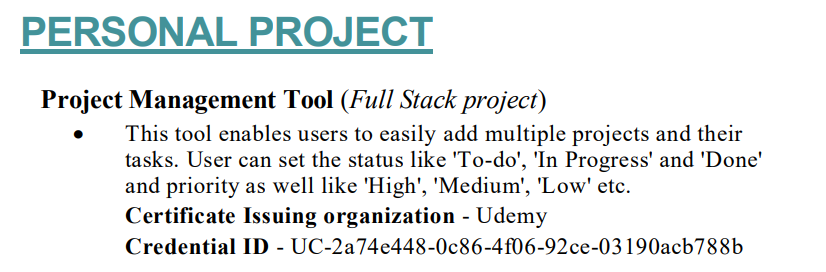 PERSONAL PROJECT
Project Management Tool (Full Stack project)
• This tool enables users to easily add multiple projects and their
tasks. User can set the status like 'To-do', 'In Progress' and 'Done'
and priority as well like 'High', 'Medium', 'Low' etc.
Certificate Issuing organization - Udemy
Credential ID - UC-2a74e448-0c86-4f06-92ce-03190acb788b